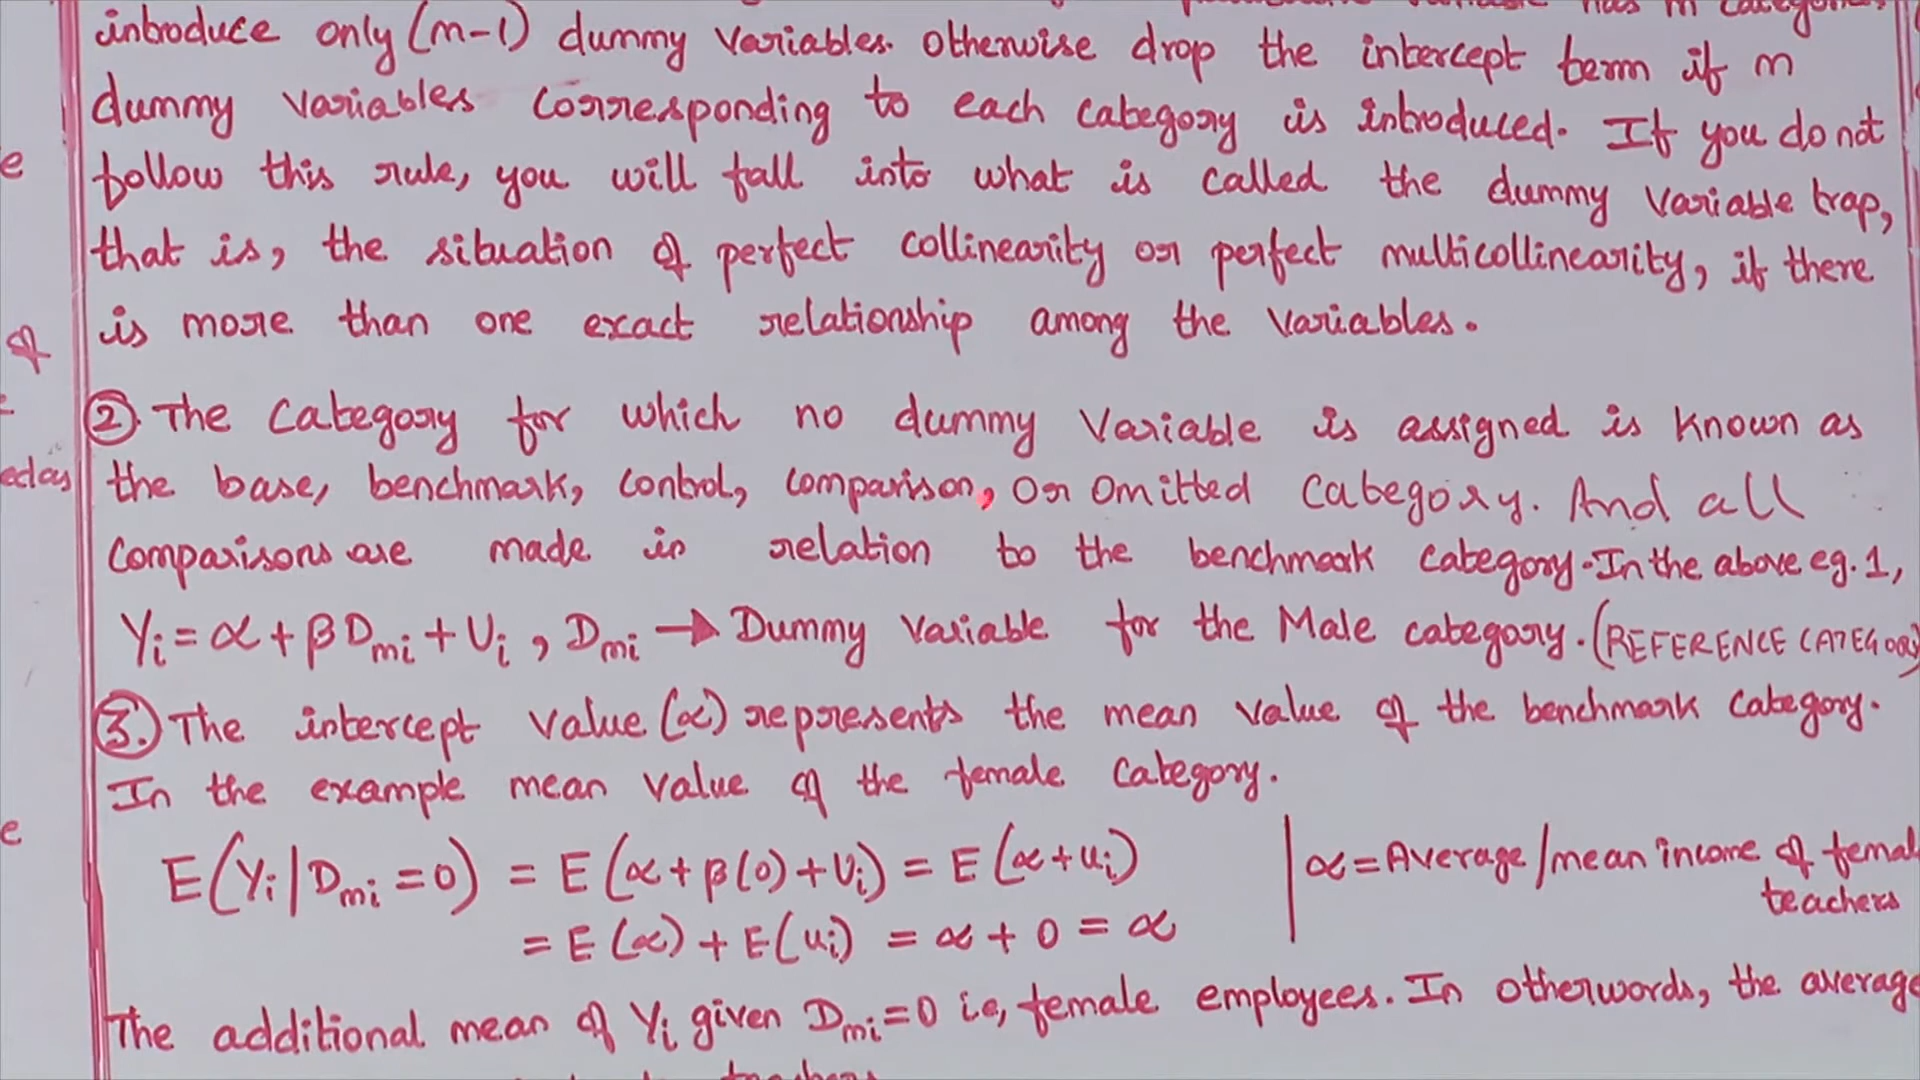 has m categories
introduce only (m-1) dummy variables. Otherwise drop the intercept term if m
dummy variables corresponding to each category is introduced. If you do not
follow this rule, you will fall into what is called the dummy variable trap,
that is, the situation of perfect collinearity or perfect multicollinearity, if there
is more than one exact relationship among the variables.
② The category for which no dummy variable is assigned is known as
the base, benchmark, control, comparison, or omitted category. And all
comparisons are made in relation to the benchmark category. In the above eg. 1,
Yi = α + β Dmi + Ui , Dmi → Dummy variable for the Male category. (REFERENCE CATEGORY)
③. The intercept value (α) represents the mean value of the benchmark category.
In the example mean value of the female category.
E(Yi | Dmi = 0) = E(α + β(0) + Ui) = E(α + ui)
= E(α) + E(ui) = α + 0 = α
α = Average/mean income of femal
teachers
The additional mean of Yi given Dmi = 0 ie, female employees. In otherwords, the average
e
of
edas
e